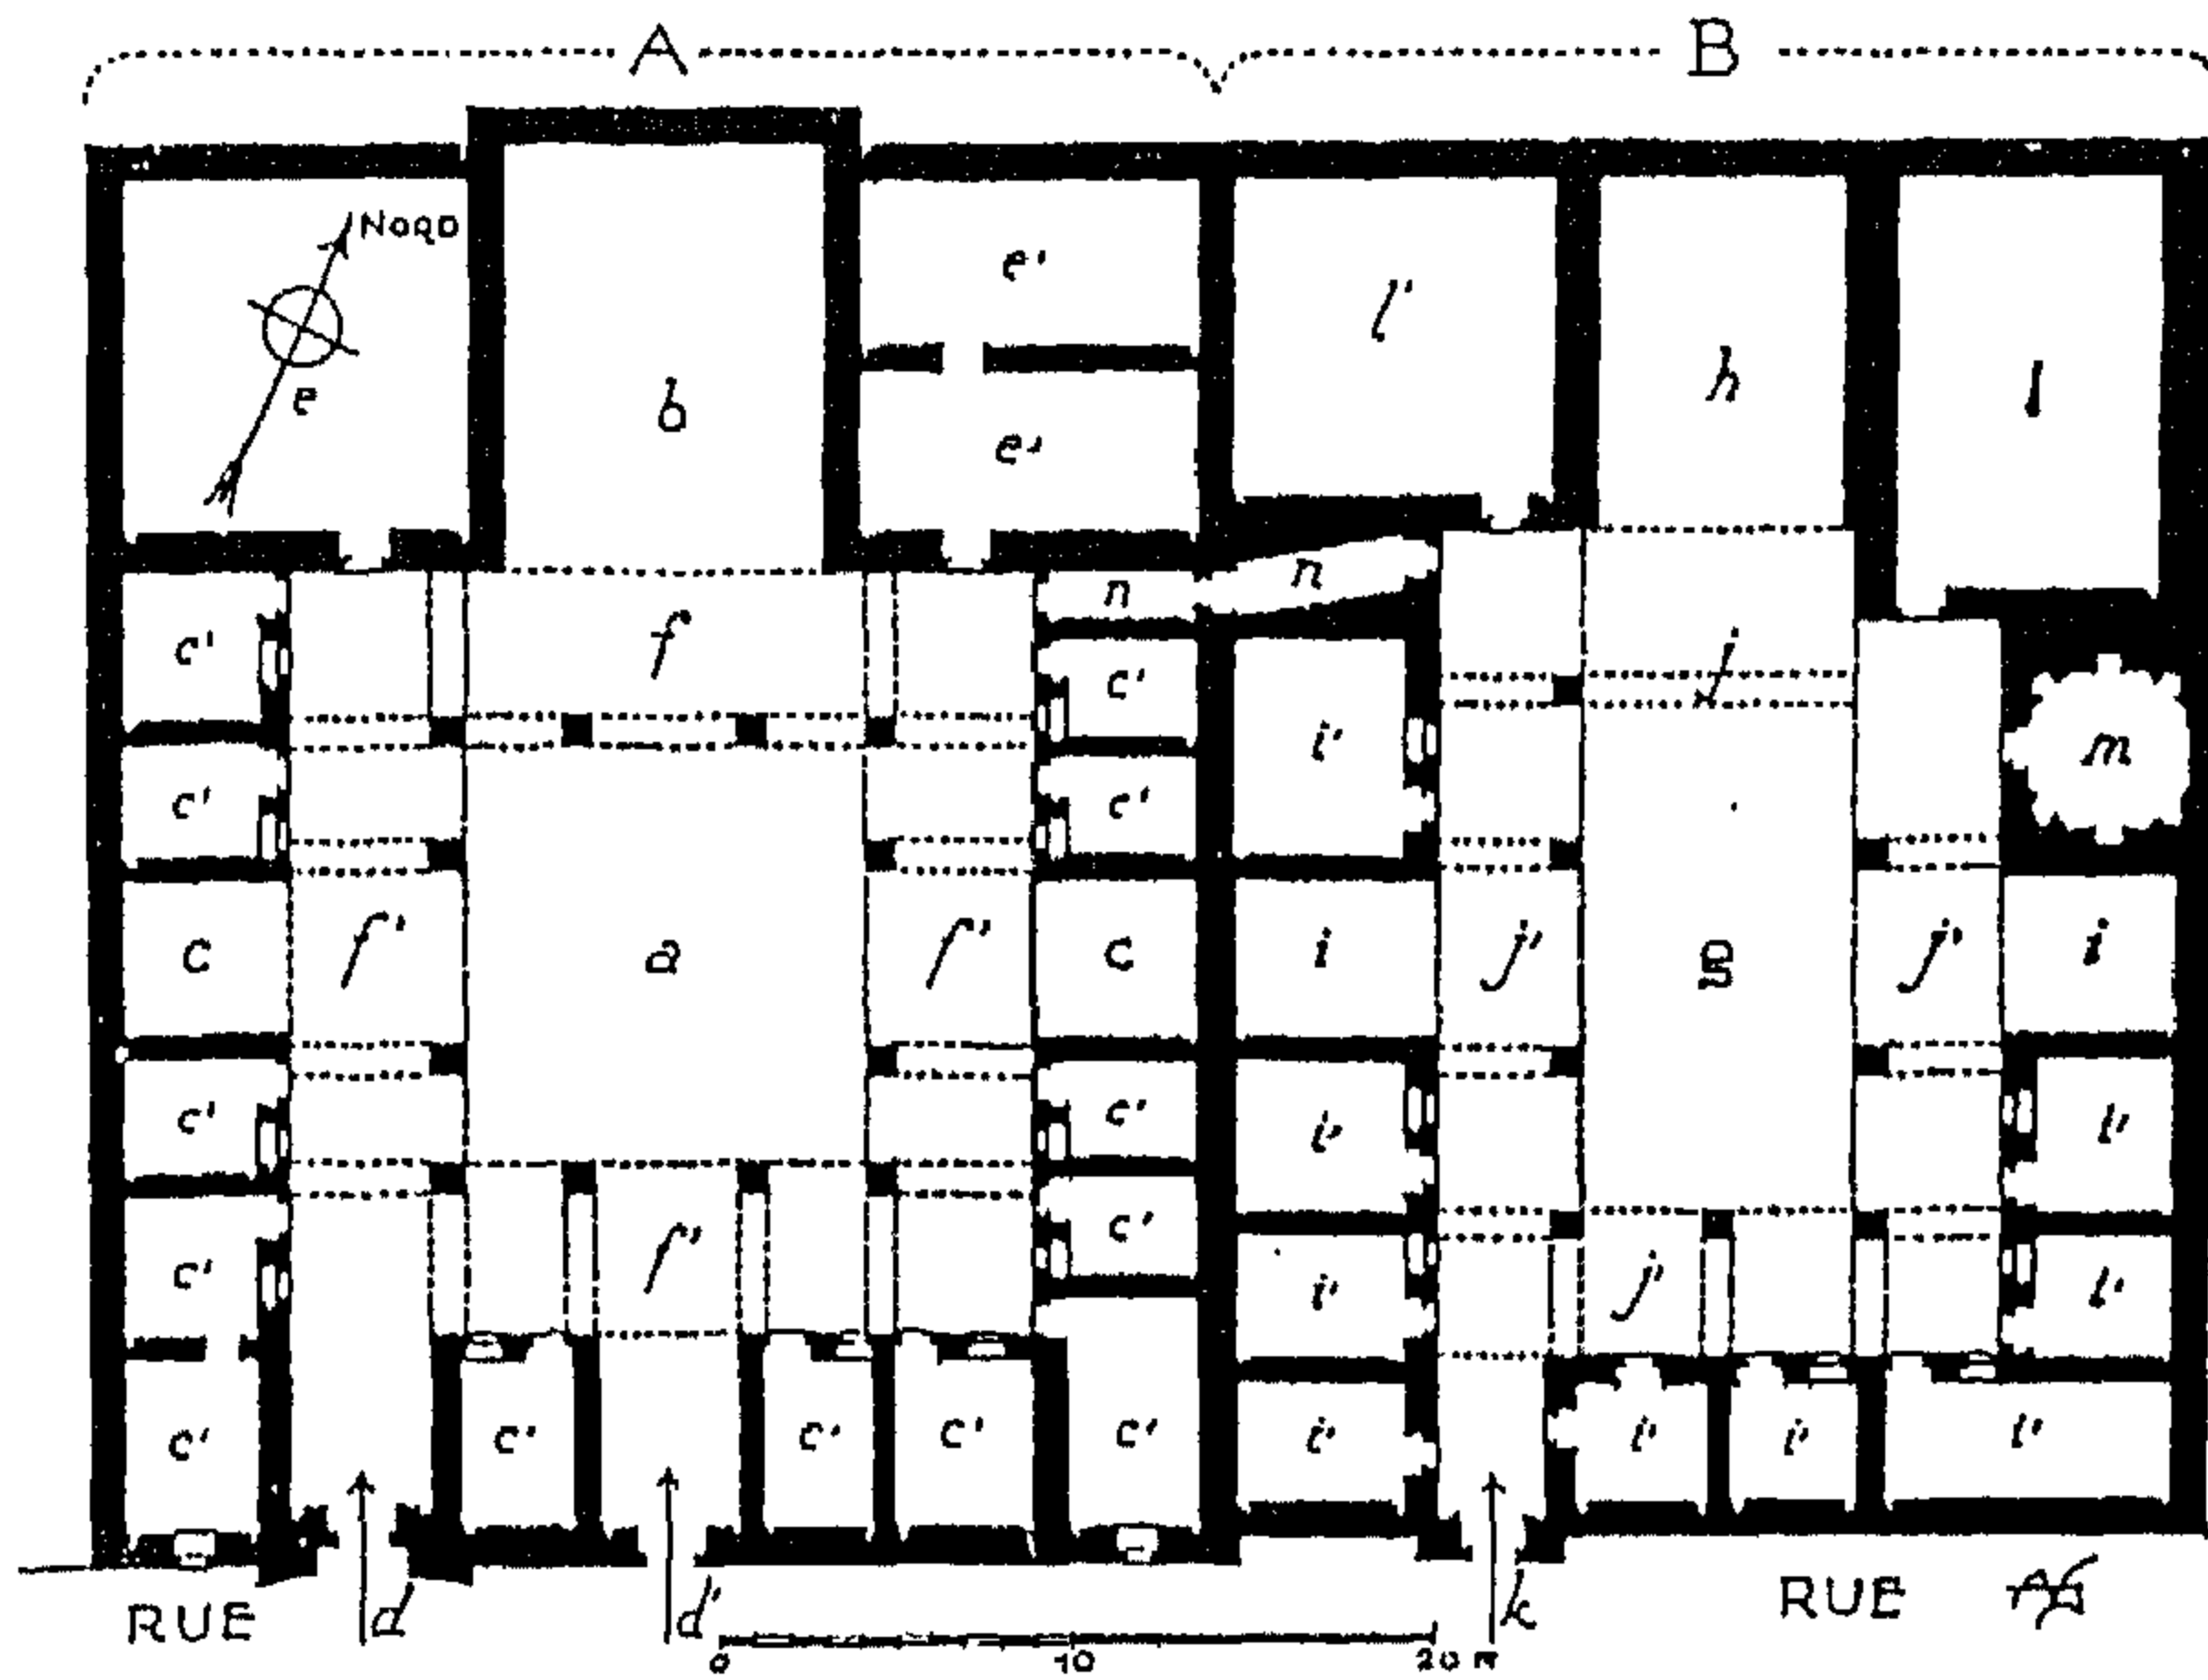 A B
NORD
e'
l'
e
b
h
l
e'
n n
c' f j
c'
i' m
c' c'
c f' a f' c i j' g j' i
c' c' i' i'
c' f' c' i' j' i'
c' c' c' c' c' i' i' i' i'
RUE d d' k RUE
0 10 20 m